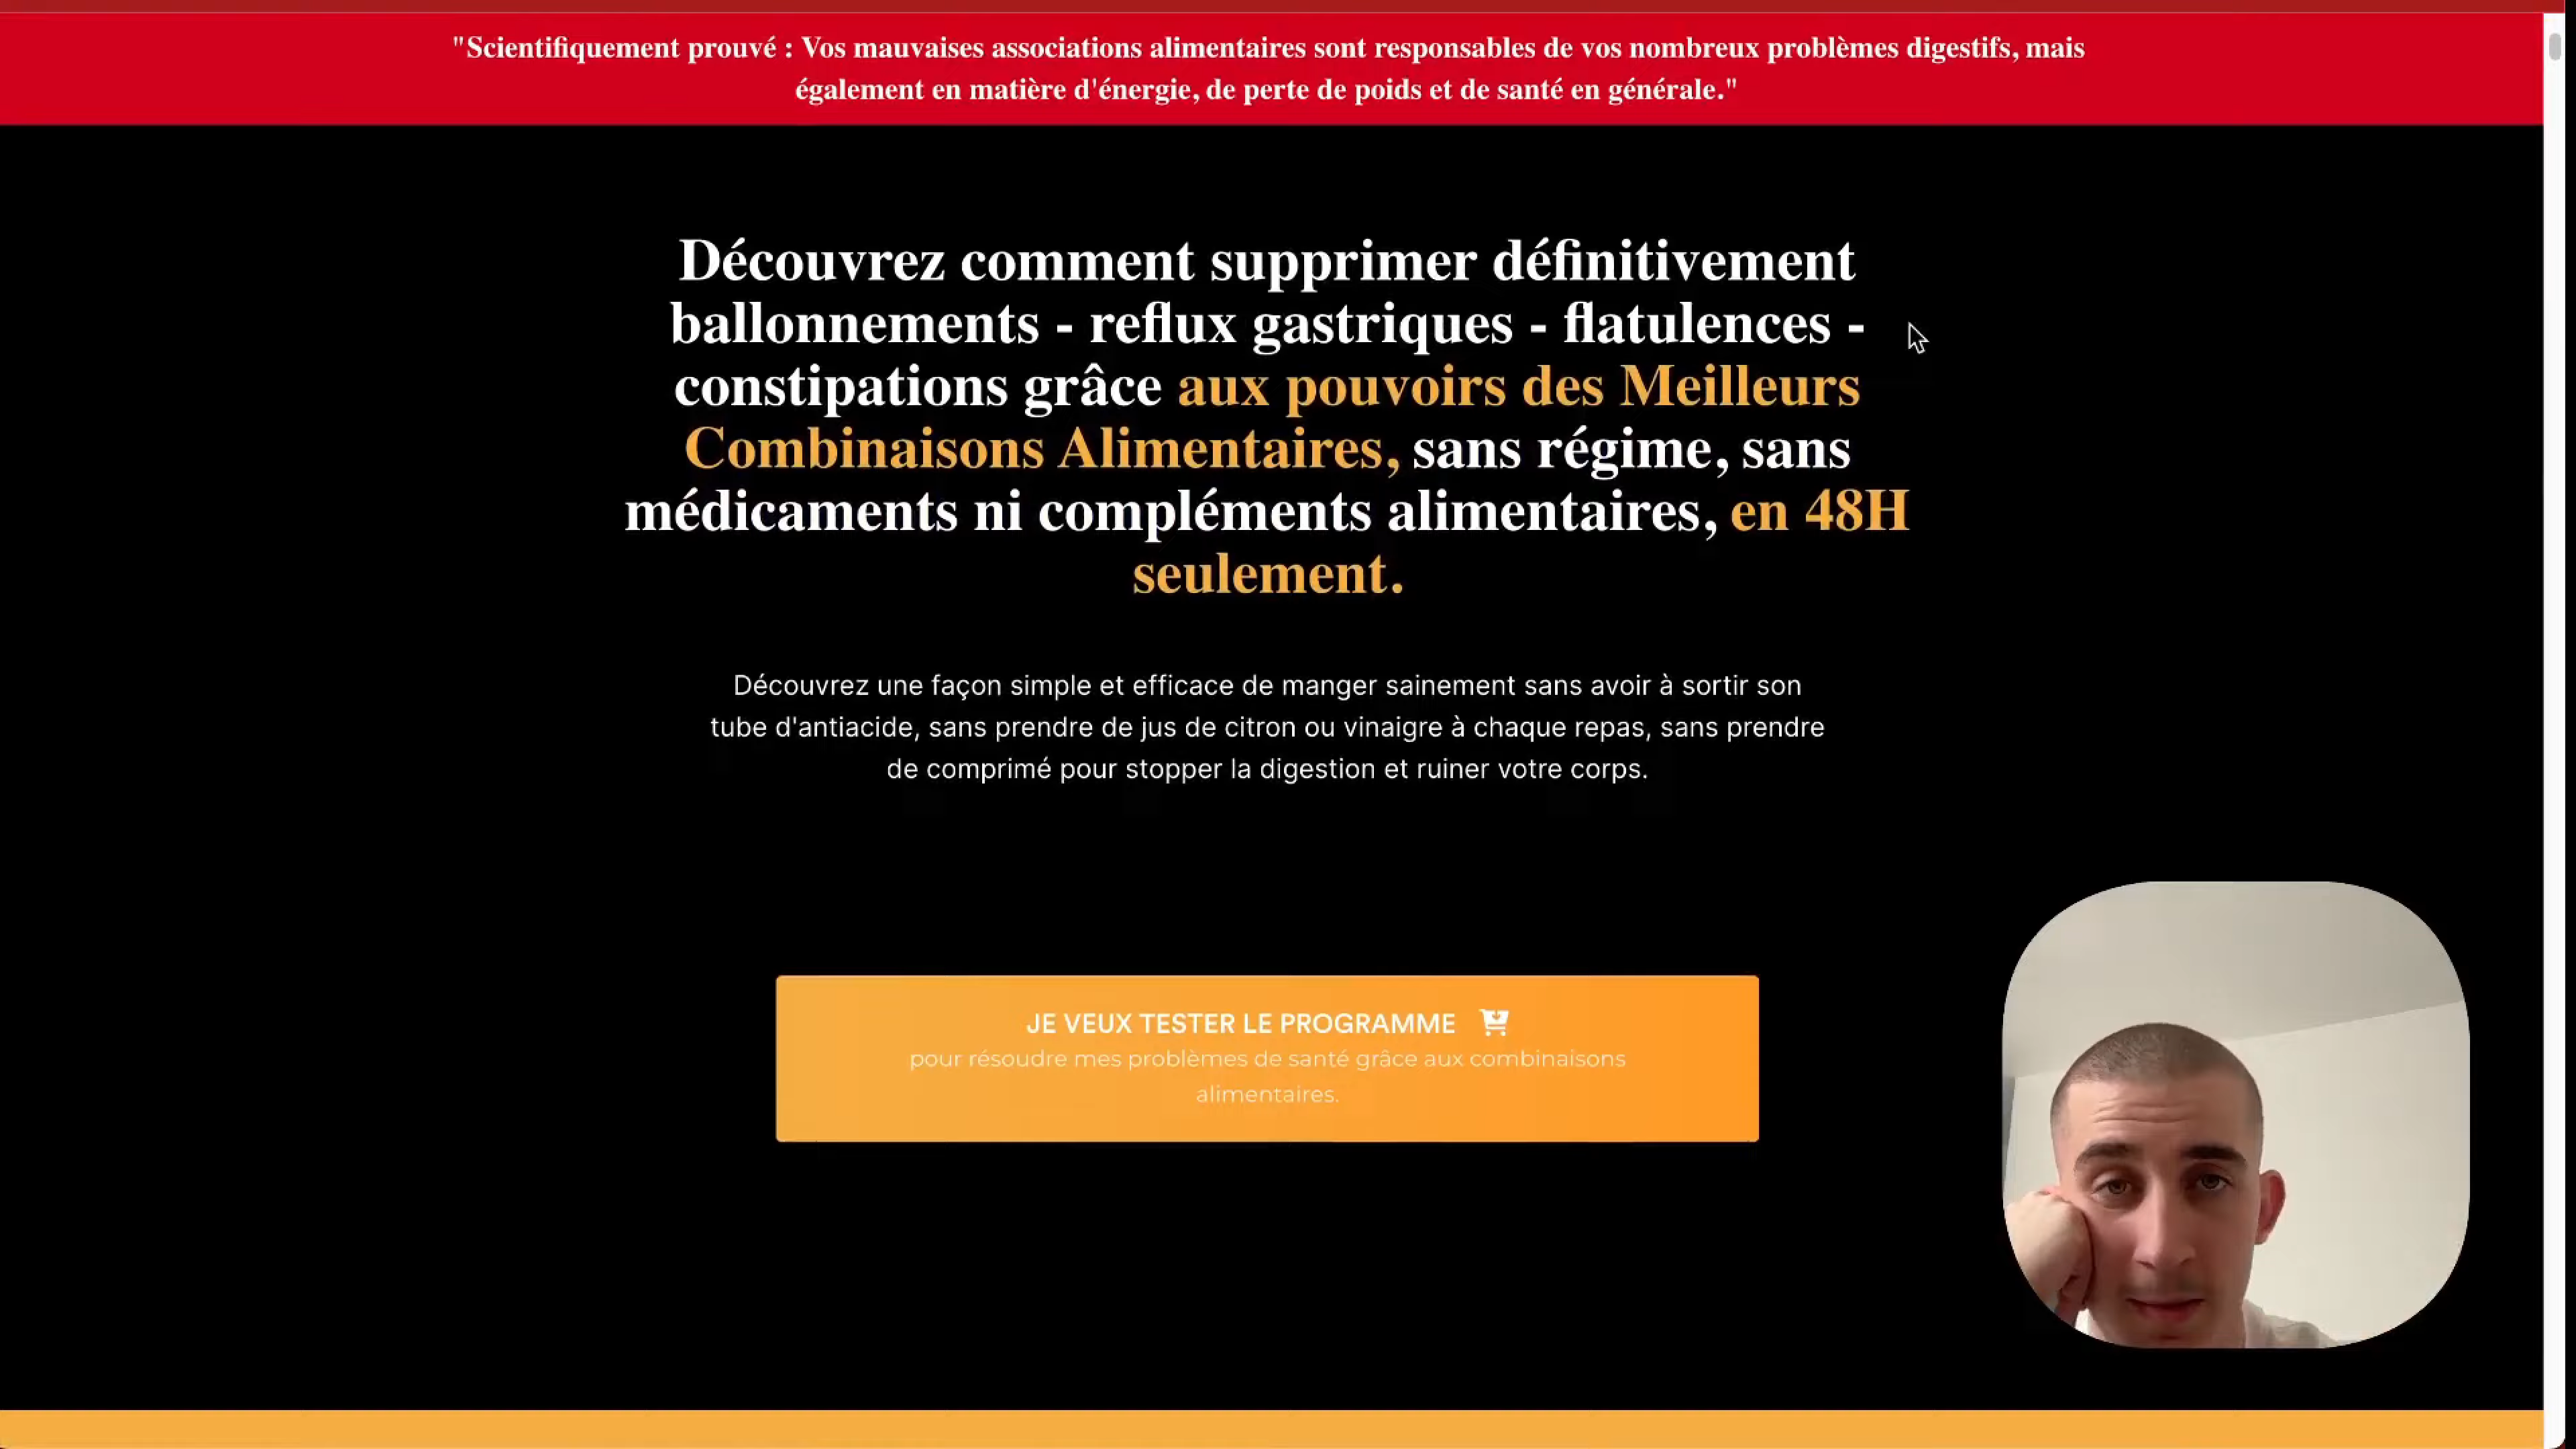 "Scientifiquement prouvé : Vos mauvaises associations alimentaires sont responsables de vos nombreux problèmes digestifs, mais
également en matière d'énergie, de perte de poids et de santé en générale."
Découvrez comment supprimer définitivement
ballonnements - reflux gastriques - flatulences -
constipations grâce aux pouvoirs des Meilleurs
Combinaisons Alimentaires, sans régime, sans
médicaments ni compléments alimentaires, en 48H
seulement.
Découvrez une façon simple et efficace de manger sainement sans avoir à sortir son
tube d'antiacide, sans prendre de jus de citron ou vinaigre à chaque repas, sans prendre
de comprimé pour stopper la digestion et ruiner votre corps.
JE VEUX TESTER LE PROGRAMME
pour résoudre mes problèmes de santé grâce aux combinaisons
alimentaires.